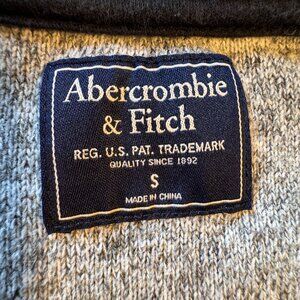 Abercrombie
& Fitch
REG. U.S. PAT. TRADEMARK
QUALITY SINCE 1892
S
MADE IN CHINA